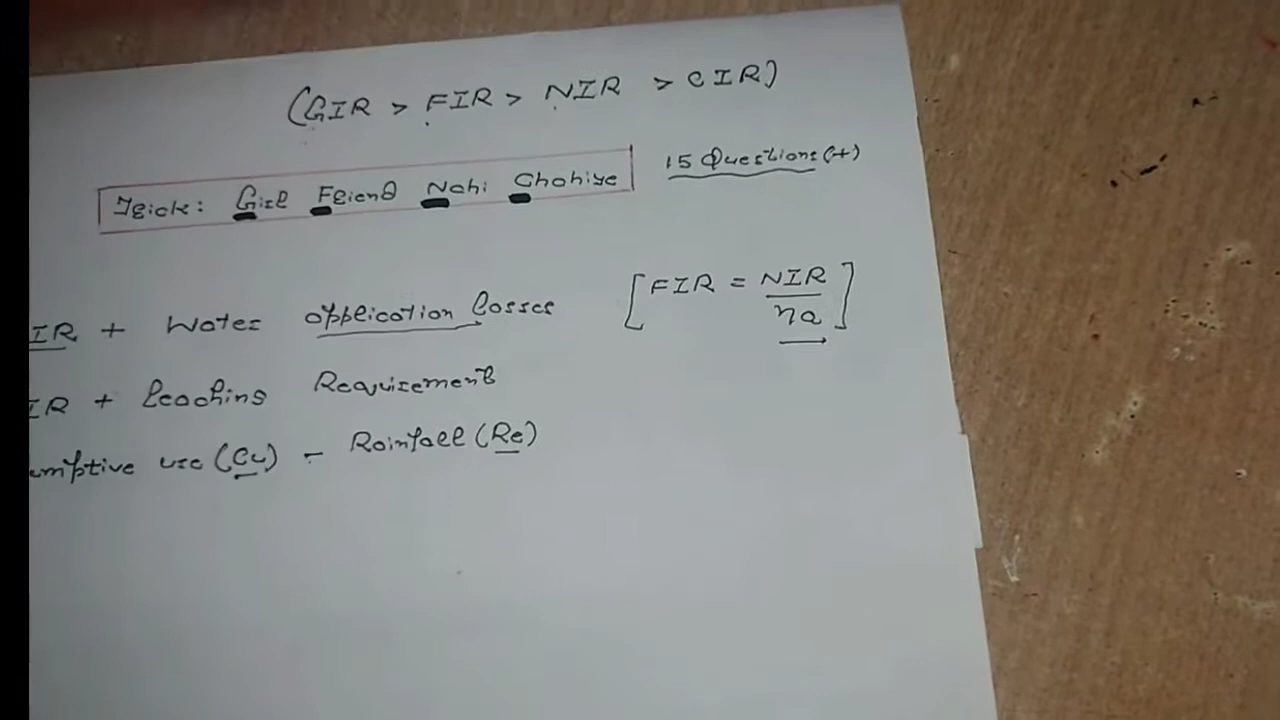 (GIR > FIR > NIR > CIR)
Trick: Girl Friend Nahi Chahiye
15 Questions (+)
IR + Water application losses
[FIR = NIR / ηa]
IR + leaching Requirement
umptive use (Cu) - Rainfall (Re)